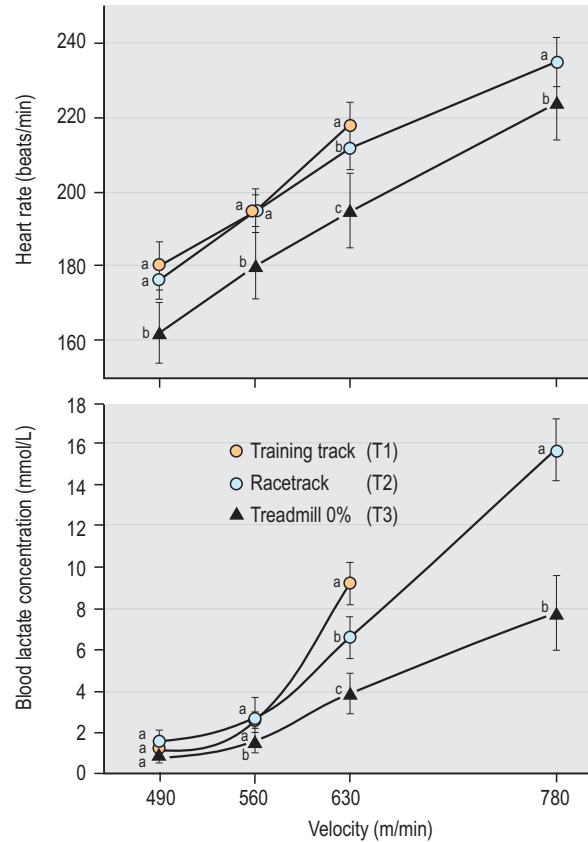 Heart rate (beats/min)
240
220
200
180
160
a
b
a
b
a
c
a
a
b
a
a
b
Blood lactate concentration (mmol/L)
18
16
14
12
10
8
6
4
2
0
Training track (T1)
Racetrack (T2)
Treadmill 0% (T3)
a
b
a
b
c
a
a
b
a
a
a
490
560
630
780
Velocity (m/min)